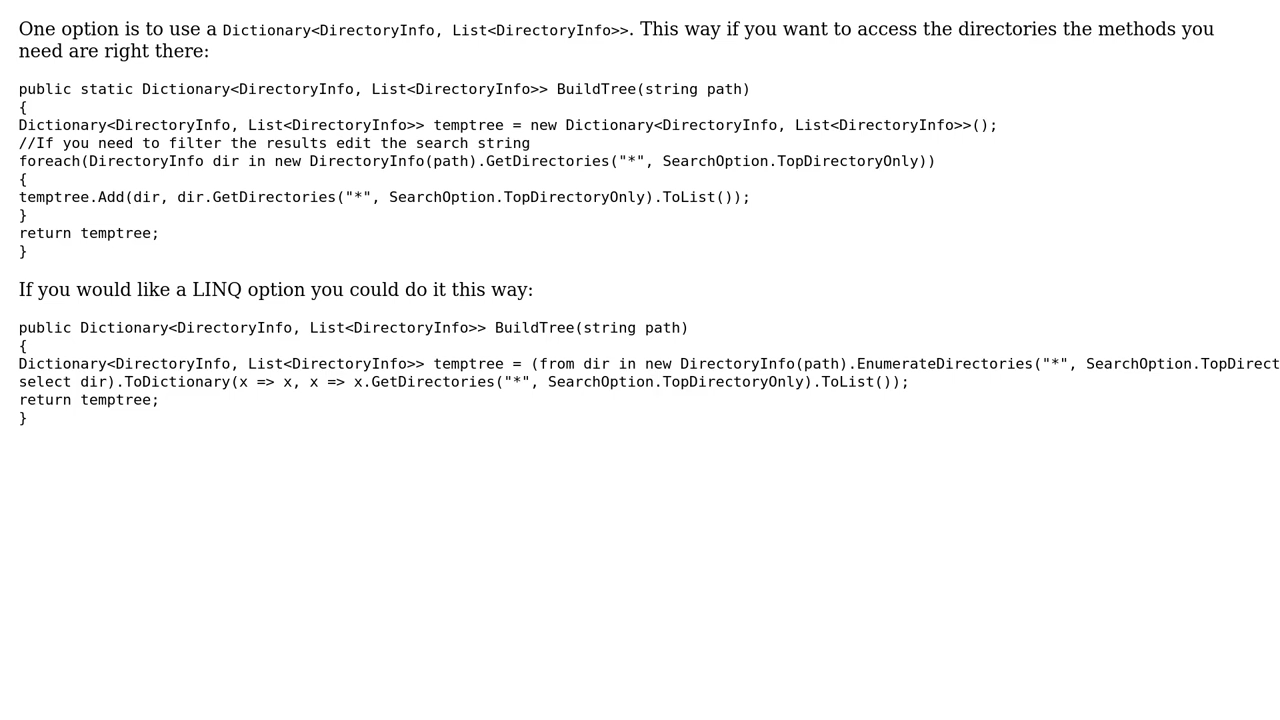 One option is to use a Dictionary<DirectoryInfo, List<DirectoryInfo>>. This way if you want to access the directories the methods you
need are right there:
public static Dictionary<DirectoryInfo, List<DirectoryInfo>> BuildTree(string path)
{
Dictionary<DirectoryInfo, List<DirectoryInfo>> temptree = new Dictionary<DirectoryInfo, List<DirectoryInfo>>();
//If you need to filter the results edit the search string
foreach(DirectoryInfo dir in new DirectoryInfo(path).GetDirectories("*", SearchOption.TopDirectoryOnly))
{
temptree.Add(dir, dir.GetDirectories("*", SearchOption.TopDirectoryOnly).ToList());
}
return temptree;
}
If you would like a LINQ option you could do it this way:
public Dictionary<DirectoryInfo, List<DirectoryInfo>> BuildTree(string path)
{
Dictionary<DirectoryInfo, List<DirectoryInfo>> temptree = (from dir in new DirectoryInfo(path).EnumerateDirectories("*", SearchOption.TopDirect
select dir).ToDictionary(x => x, x => x.GetDirectories("*", SearchOption.TopDirectoryOnly).ToList());
return temptree;
}